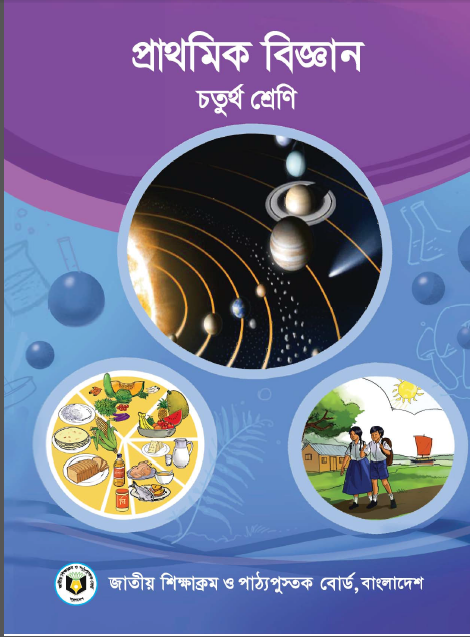 প্রাথমিক বিজ্ঞান
চতুর্থ শ্রেণি
জাতীয় শিক্ষাক্রম ও পাঠ্যপুস্তক বোর্ড, বাংলাদেশ